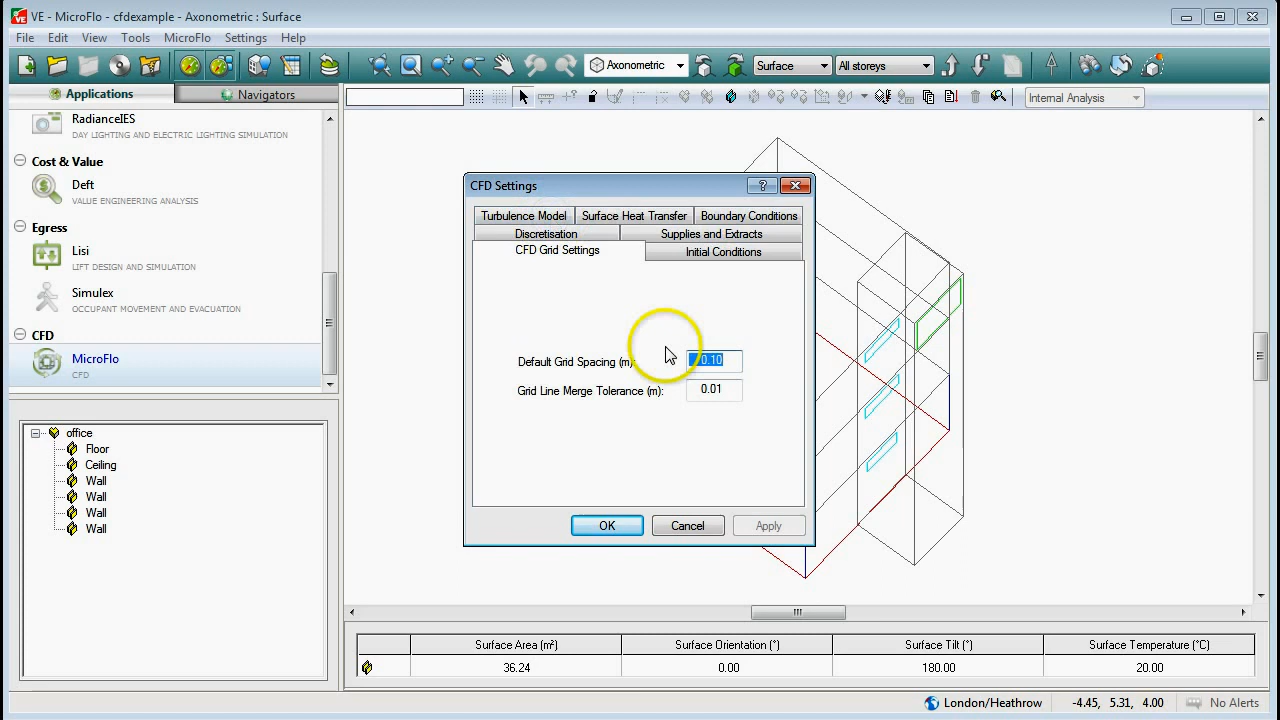 VE - MicroFlo - cfdexample - Axonometric : Surface
File Edit View Tools MicroFlo Settings Help
Axonometric Surface All storeys
Applications Navigators
Internal Analysis
RadianceIES
DAY LIGHTING AND ELECTRIC LIGHTING SIMULATION
Cost & Value
Deft
VALUE ENGINEERING ANALYSIS
Egress
Lisi
LIFT DESIGN AND SIMULATION
Simulex
OCCUPANT MOVEMENT AND EVACUATION
CFD
MicroFlo
CFD
office
Floor
Ceiling
Wall
Wall
Wall
Wall
CFD Settings
Turbulence Model Surface Heat Transfer Boundary Conditions
Discretisation Supplies and Extracts
CFD Grid Settings Initial Conditions
Default Grid Spacing (m): 0.10
Grid Line Merge Tolerance (m): 0.01
OK Cancel Apply
Surface Area (m²) Surface Orientation (°) Surface Tilt (°) Surface Temperature (°C)
36.24 0.00 180.00 20.00
London/Heathrow -4.45, 5.31, 4.00 No Alerts